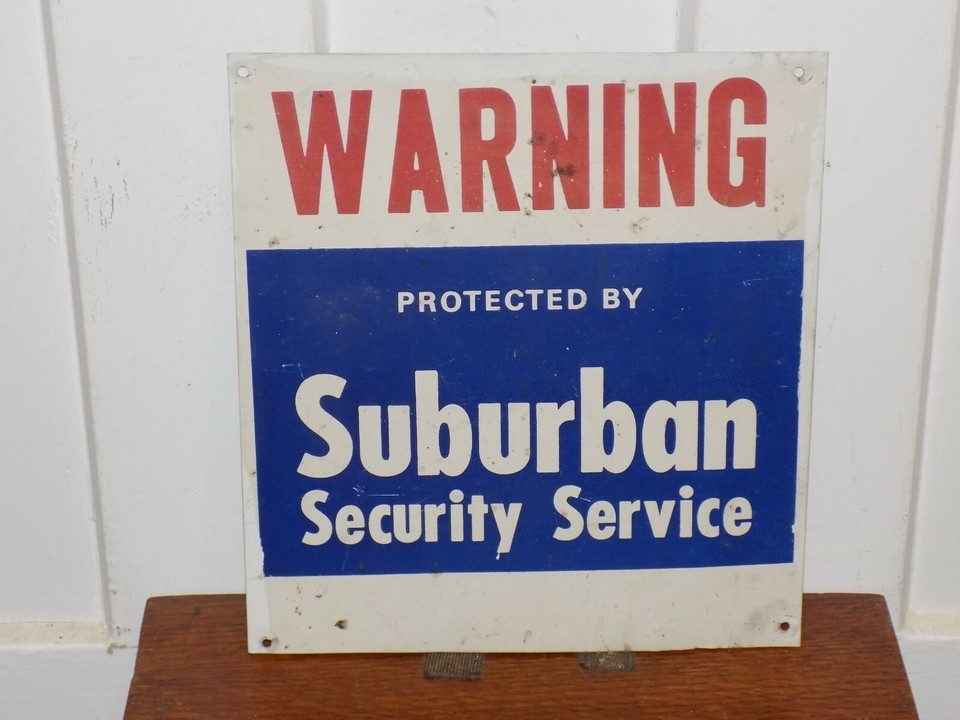 WARNING
PROTECTED BY
Suburban
Security Service